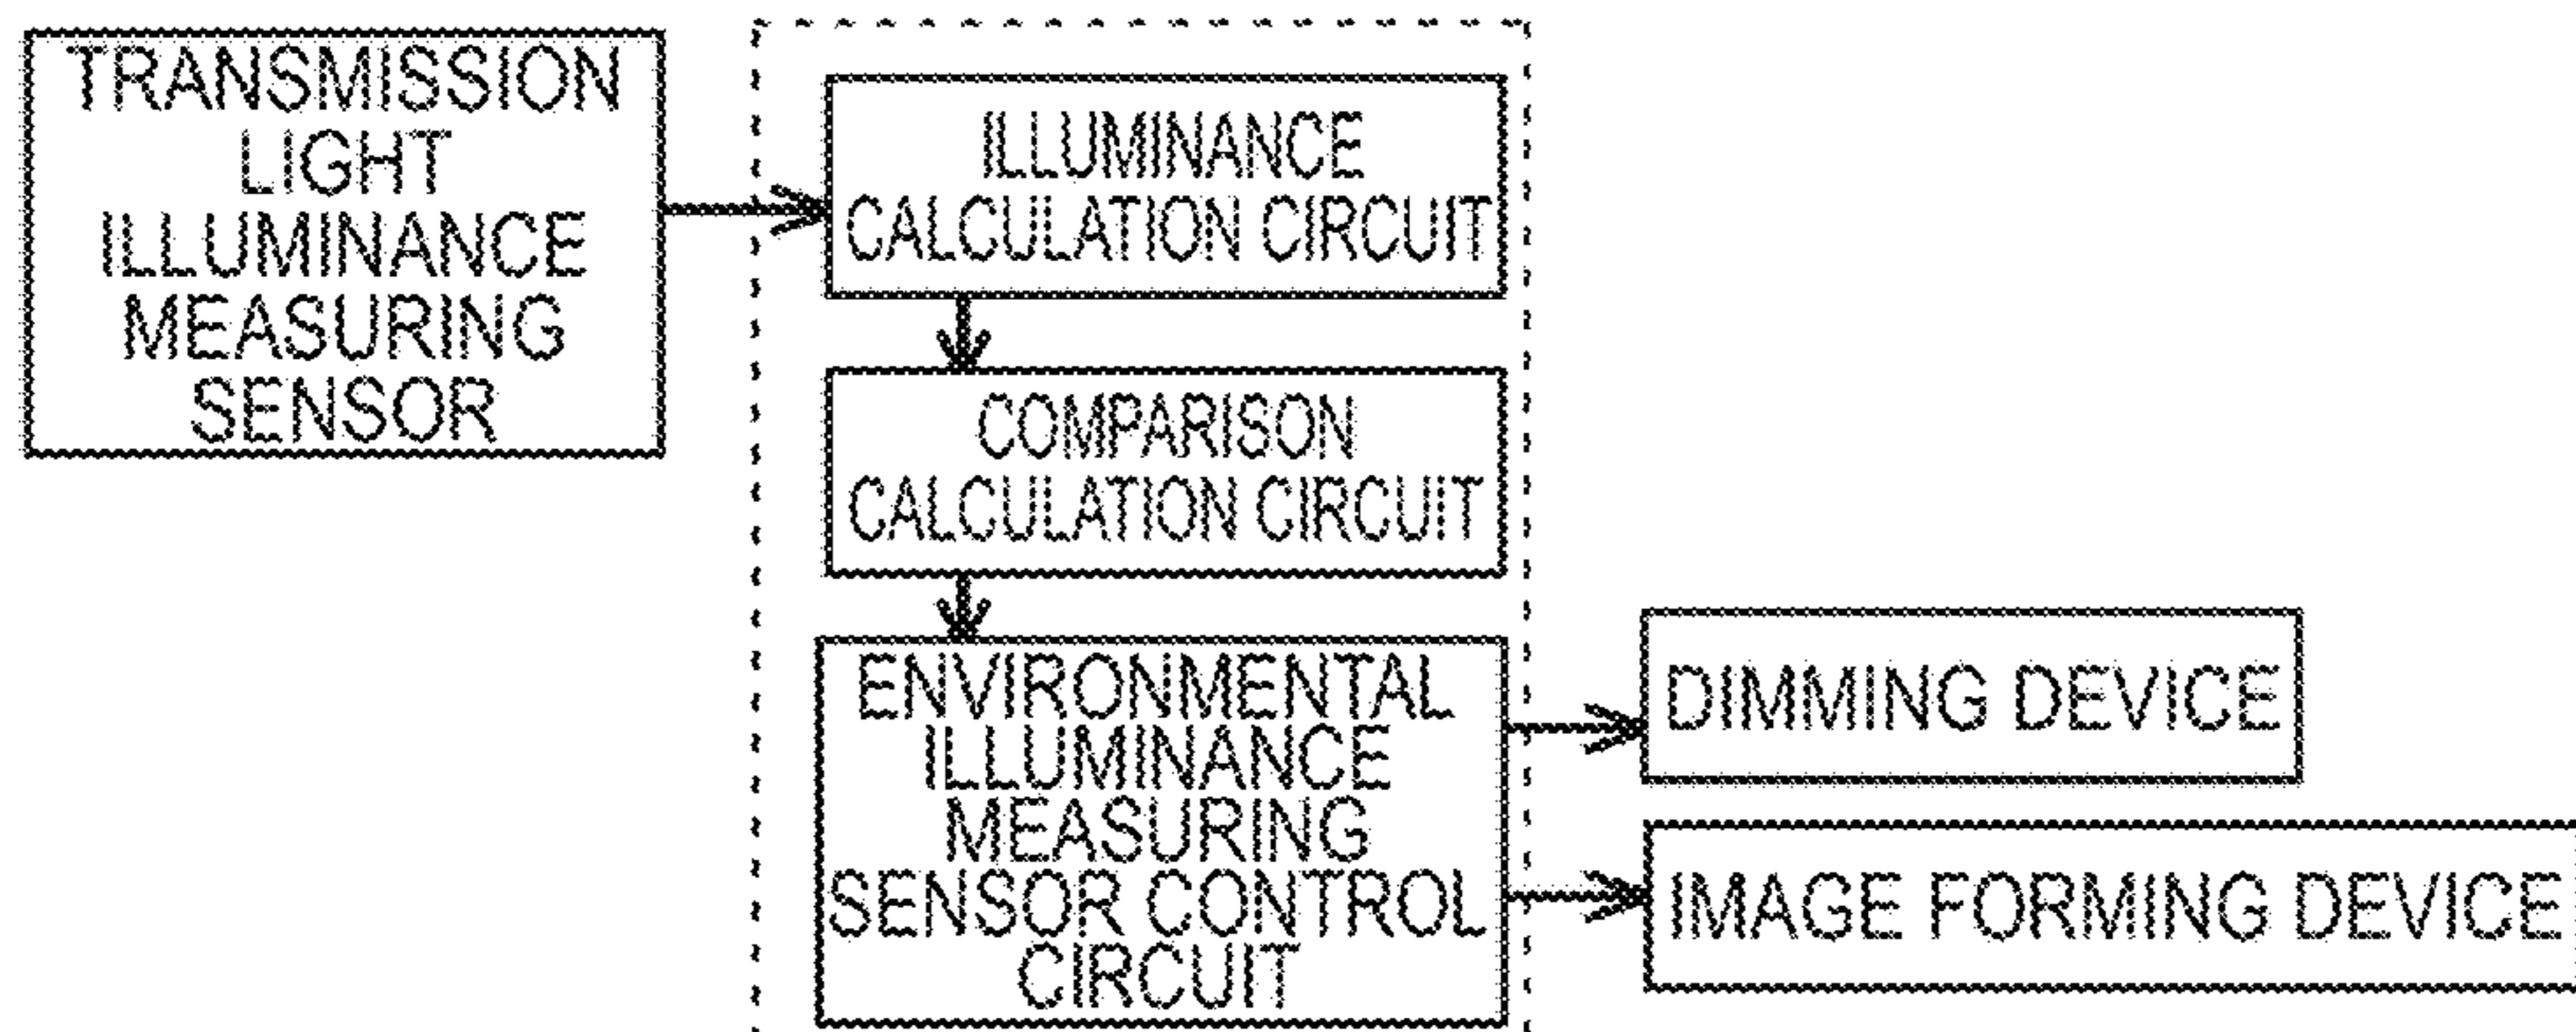 TRANSMISSION
LIGHT
ILLUMINANCE
MEASURING
SENSOR
ILLUMINANCE
CALCULATION CIRCUIT
COMPARISON
CALCULATION CIRCUIT
ENVIRONMENTAL
ILLUMINANCE
MEASURING
SENSOR CONTROL
CIRCUIT
DIMMING DEVICE
IMAGE FORMING DEVICE